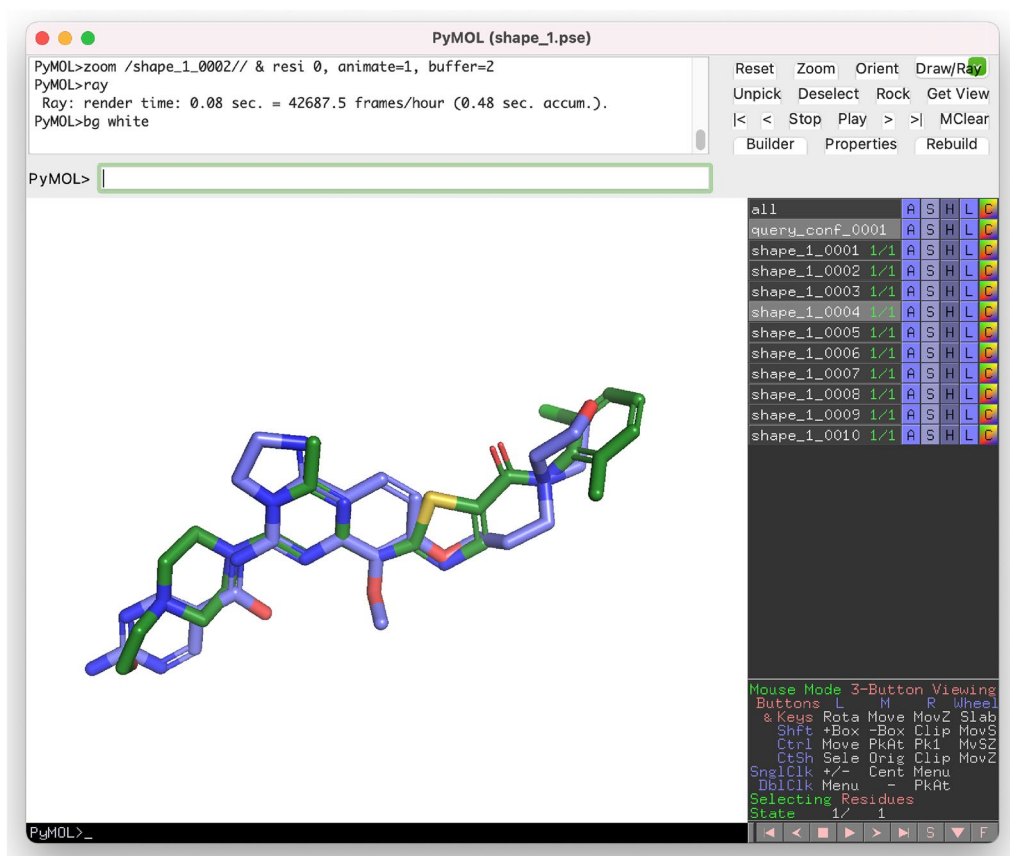 PyMOL (shape_1.pse)
PyMOL>zoom /shape_1_0002// & resi 0, animate=1, buffer=2
PyMOL>ray
Ray: render time: 0.08 sec. = 42687.5 frames/hour (0.48 sec. accum.).
PyMOL>bg white
Reset Zoom Orient Draw/Ray
Unpick Deselect Rock Get View
|< < Stop Play > >| MClear
Builder Properties Rebuild
PyMOL>
all A S H L C
query_conf_0001 A S H L C
shape_1_0001 1/1 A S H L C
shape_1_0002 1/1 A S H L C
shape_1_0003 1/1 A S H L C
shape_1_0004 1/1 A S H L C
shape_1_0005 1/1 A S H L C
shape_1_0006 1/1 A S H L C
shape_1_0007 1/1 A S H L C
shape_1_0008 1/1 A S H L C
shape_1_0009 1/1 A S H L C
shape_1_0010 1/1 A S H L C
Mouse Mode 3-Button Viewing
Buttons L M R Wheel
& Keys Rota Move MovZ Slab
Shft +Box -Box Clip MovS
Ctrl Move PkAt Pk1 MvSZ
CtSh Sele Orig Clip MovZ
SnglClk +/- Cent Menu
DblClk Menu - PkAt
Selecting Residues
State 1/ 1
PyMOL>_
S F